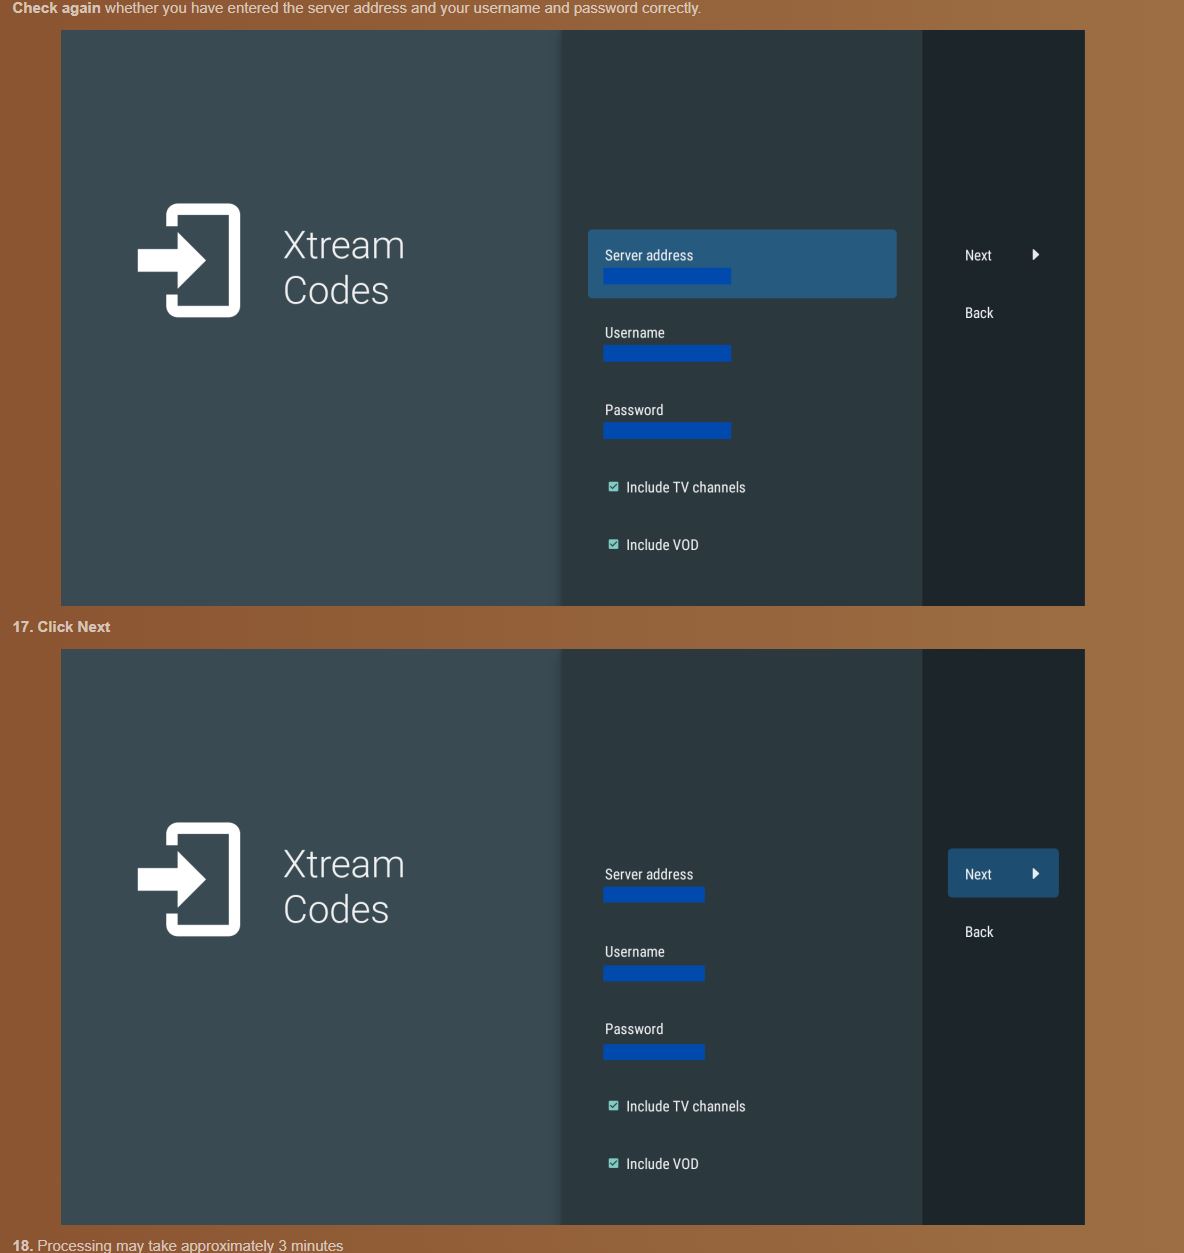 Check again whether you have entered the server address and your username and password correctly.
Xtream
Codes
Server address
Username
Password
Include TV channels
Include VOD
Next
Back
17. Click Next
Xtream
Codes
Server address
Username
Password
Include TV channels
Include VOD
Next
Back
18. Processing may take approximately 3 minutes